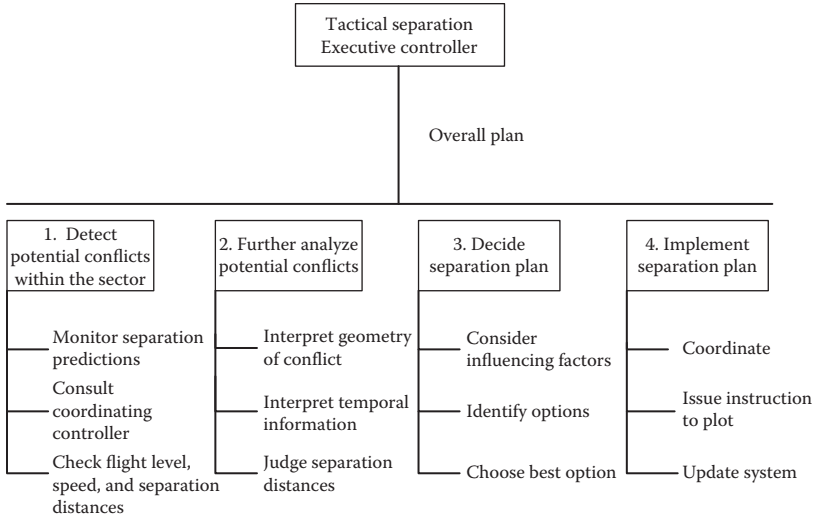 Tactical separation
Executive controller
Overall plan
1. Detect
potential conflicts
within the sector
Monitor separation
predictions
Consult
coordinating
controller
Check flight level,
speed, and separation
distances
2. Further analyze
potential conflicts
Interpret geometry
of conflict
Interpret temporal
information
Judge separation
distances
3. Decide
separation plan
Consider
influencing factors
Identify options
Choose best option
4. Implement
separation plan
Coordinate
Issue instruction
to plot
Update system